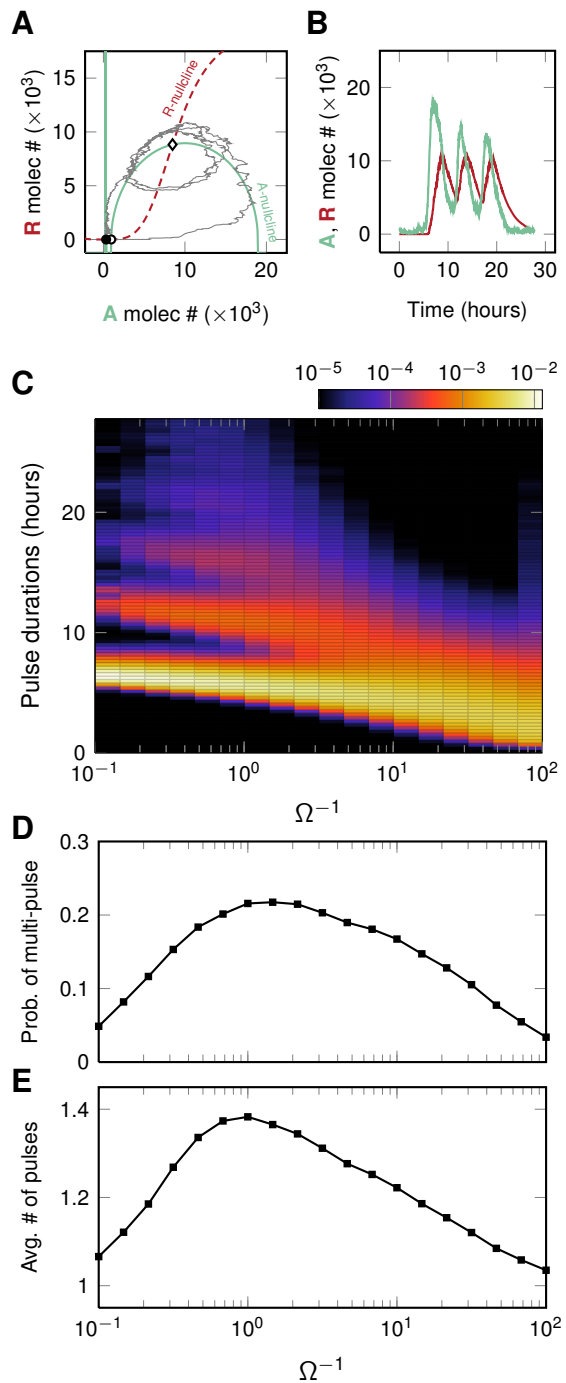 A
R molec # (×10³)
15
10
5
0
R-nullcline
A-nullcline
0
10
20
A molec # (×10³)
B
A, R molec # (×10³)
20
10
0
0
10
20
30
Time (hours)
C
10⁻⁵
10⁻⁴
10⁻³
10⁻²
Pulse durations (hours)
20
10
0
10⁻¹
10⁰
10¹
10²
Ω⁻¹
D
Prob. of multi-pulse
0.3
0.2
0.1
0
E
Avg. # of pulses
1.4
1.2
1
10⁻¹
10⁰
10¹
10²
Ω⁻¹